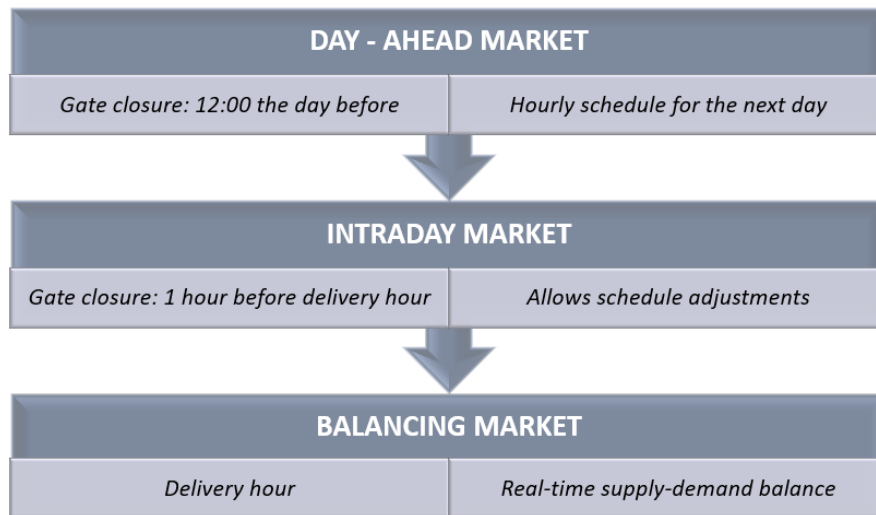 DAY - AHEAD MARKET
Gate closure: 12:00 the day before
Hourly schedule for the next day
INTRADAY MARKET
Gate closure: 1 hour before delivery hour
Allows schedule adjustments
BALANCING MARKET
Delivery hour
Real-time supply-demand balance